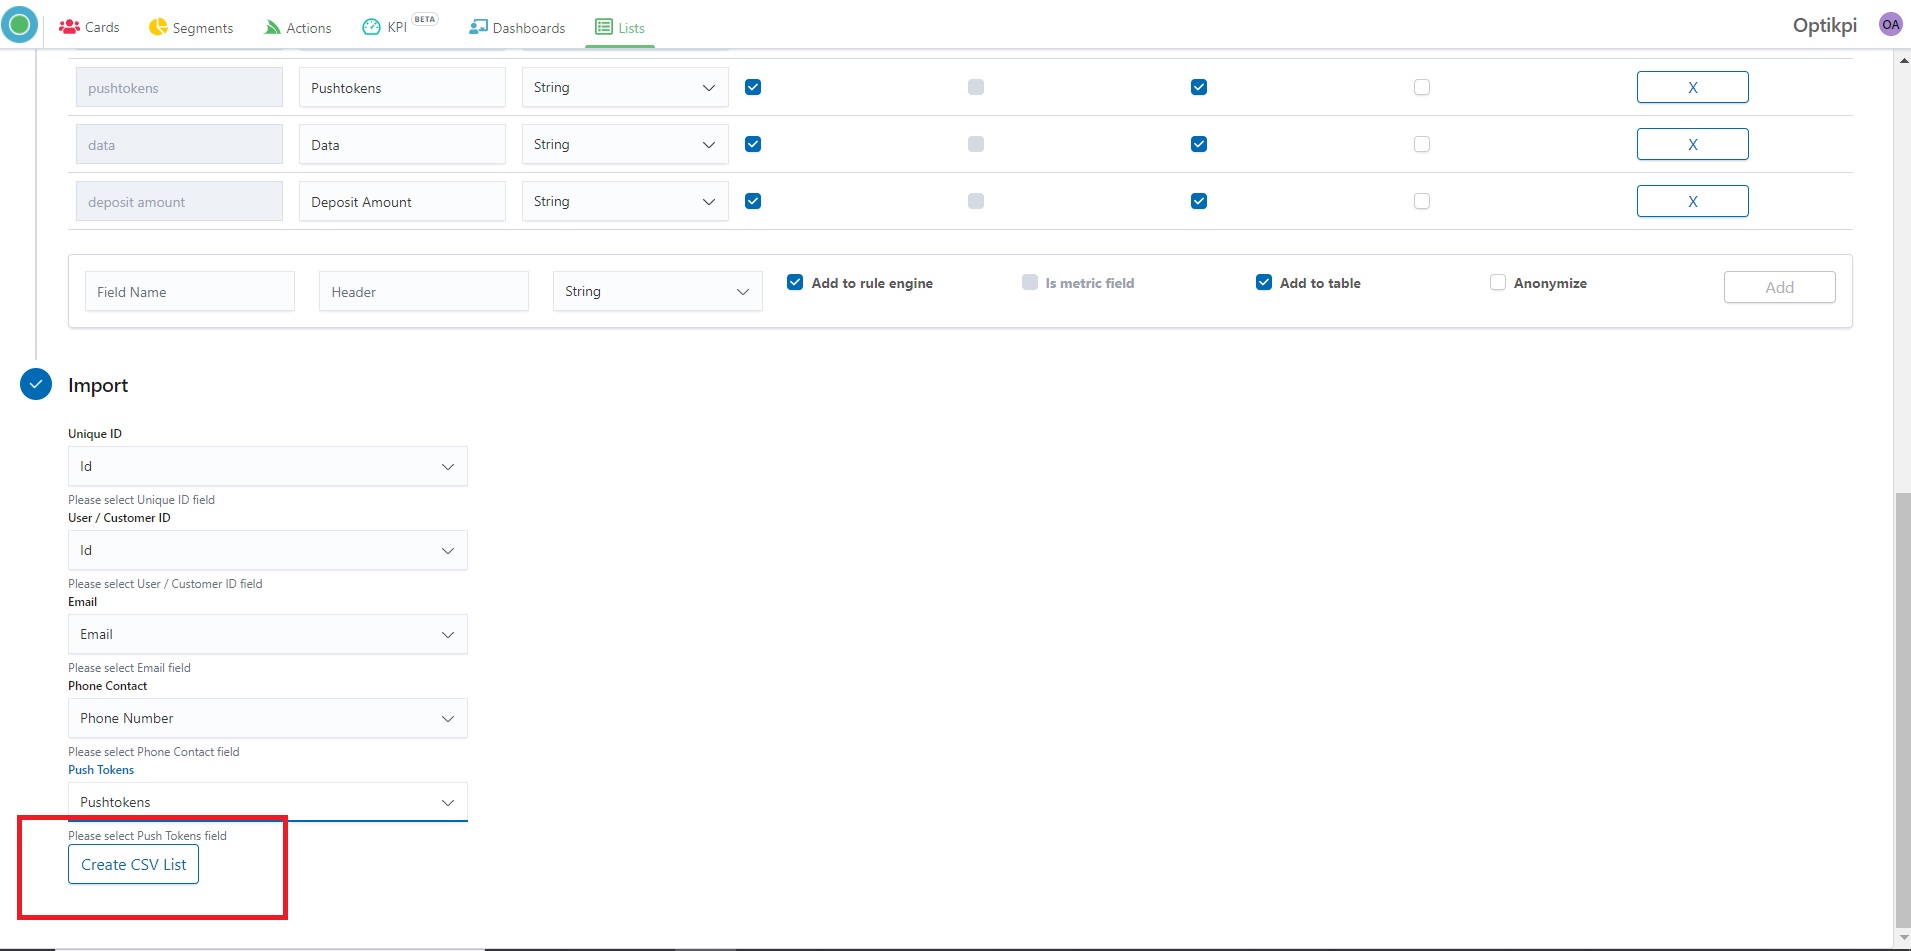 Cards Segments Actions KPI BETA Dashboards Lists Optikpi OA
pushtokens Pushtokens String X
data Data String X
deposit amount Deposit Amount String X
Field Name Header String Add to rule engine Is metric field Add to table Anonymize Add
Import
Unique ID
Id
Please select Unique ID field
User / Customer ID
Id
Please select User / Customer ID field
Email
Email
Please select Email field
Phone Contact
Phone Number
Please select Phone Contact field
Push Tokens
Pushtokens
Please select Push Tokens field
Create CSV List